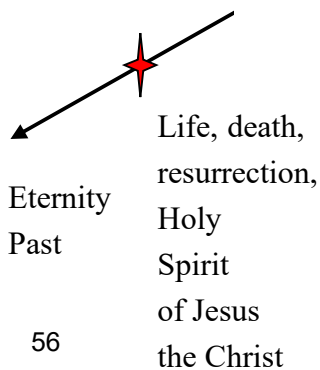 Eternity
Past
Life, death,
resurrection,
Holy
Spirit
of Jesus
the Christ
56